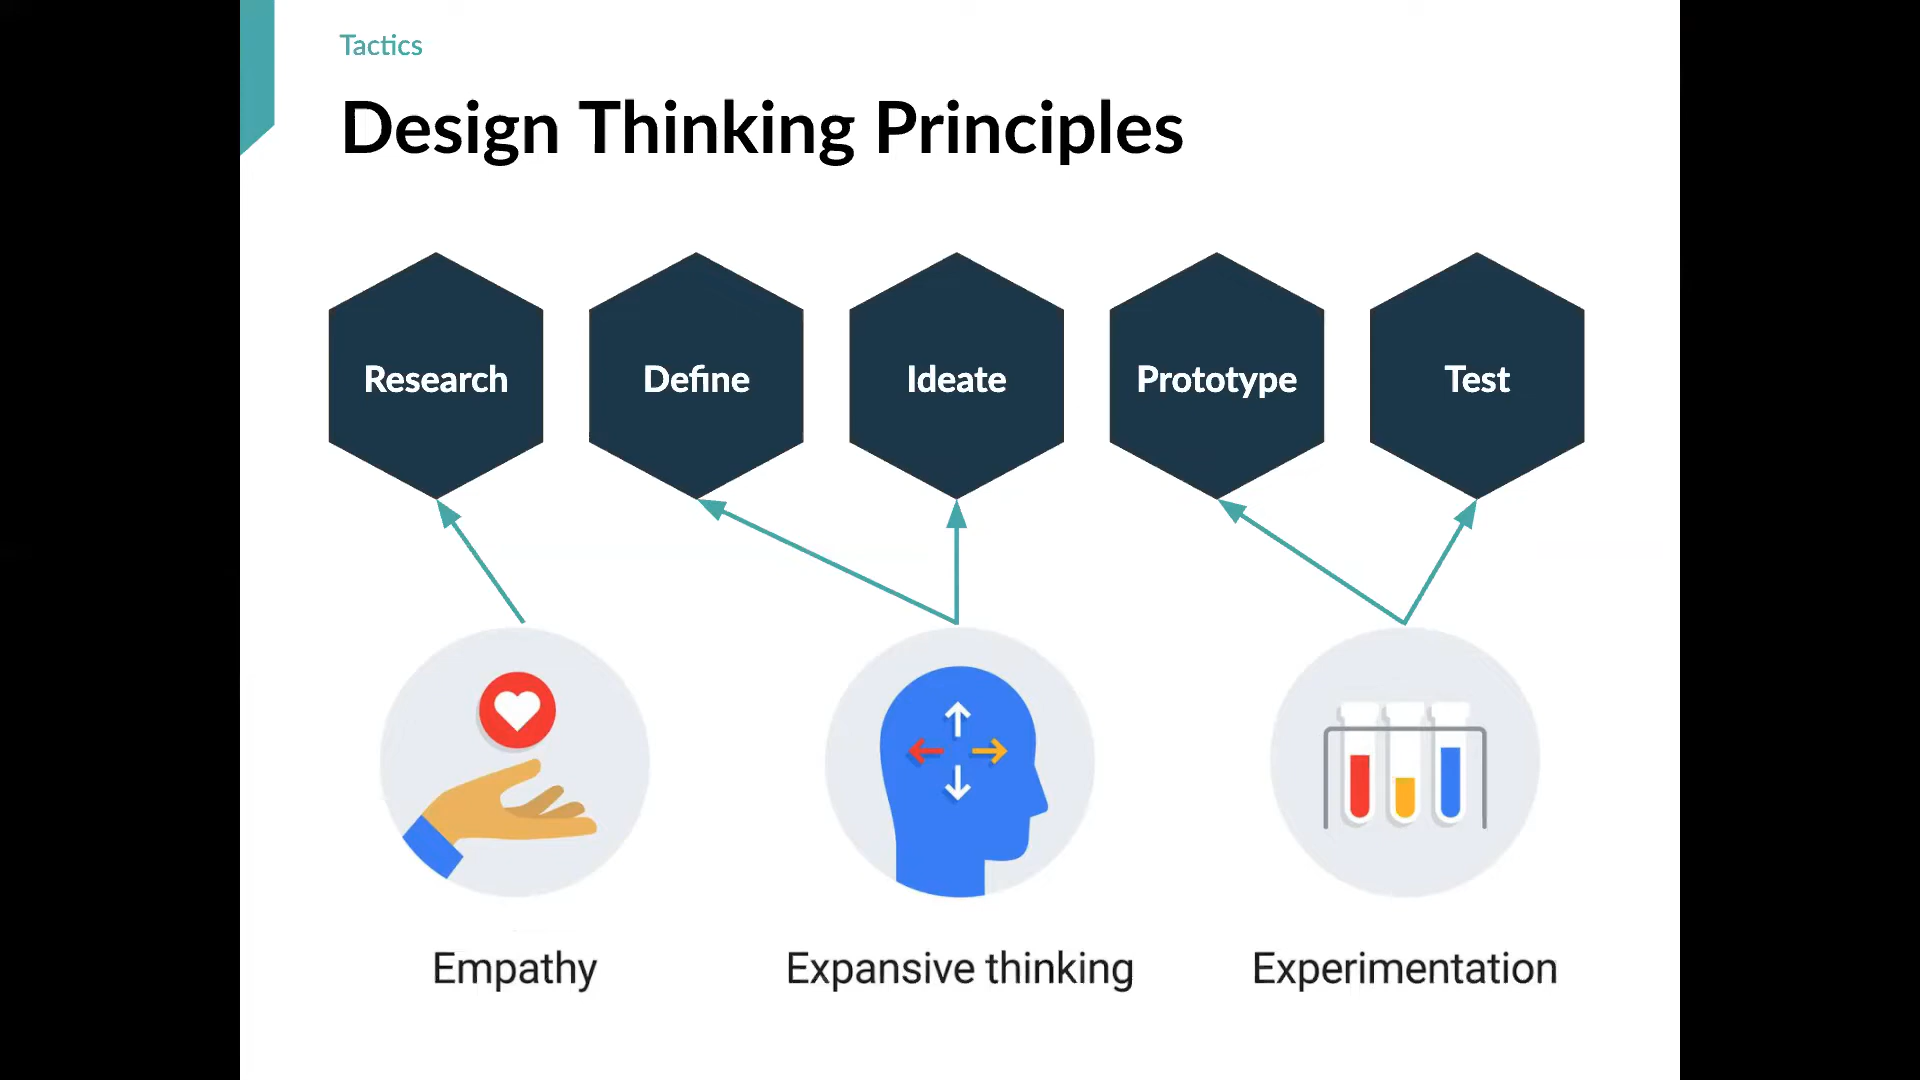 Tactics
Design Thinking Principles
Research
Define
Ideate
Prototype
Test
Empathy
Expansive thinking
Experimentation